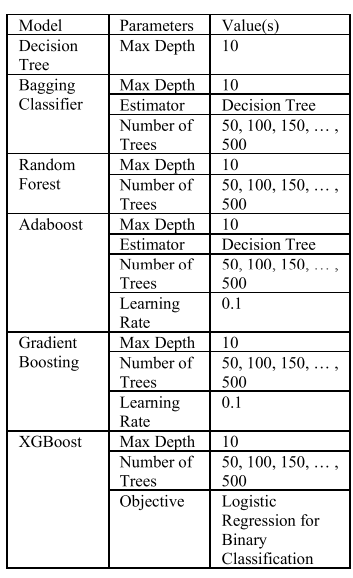 Model Parameters Value(s)
Decision Tree Max Depth 10
Bagging Classifier Max Depth 10
Estimator Decision Tree
Number of Trees 50, 100, 150, … , 500
Random Forest Max Depth 10
Number of Trees 50, 100, 150, … , 500
Adaboost Max Depth 10
Estimator Decision Tree
Number of Trees 50, 100, 150, … , 500
Learning Rate 0.1
Gradient Boosting Max Depth 10
Number of Trees 50, 100, 150, … , 500
Learning Rate 0.1
XGBoost Max Depth 10
Number of Trees 50, 100, 150, … , 500
Objective Logistic Regression for Binary Classification